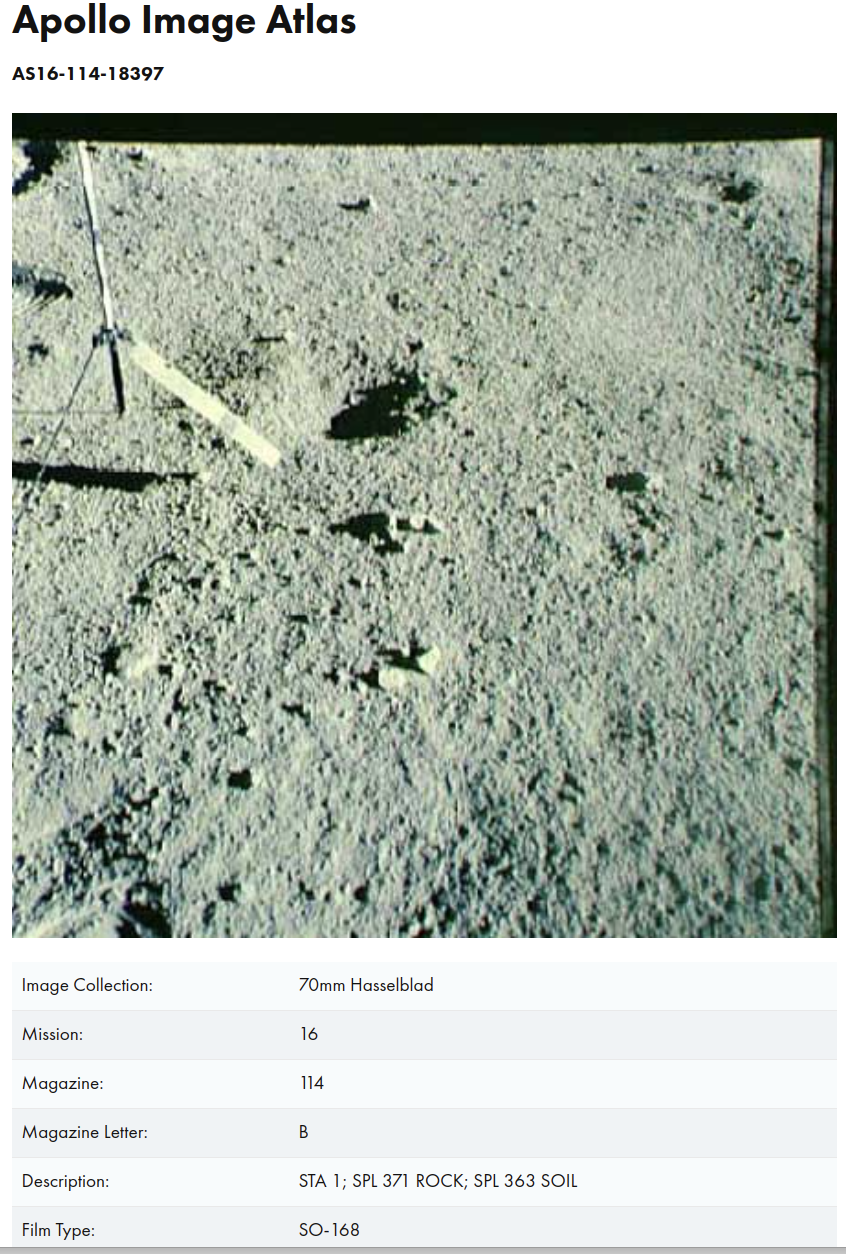 Apollo Image Atlas
AS16-114-18397
Image Collection: 70mm Hasselblad
Mission: 16
Magazine: 114
Magazine Letter: B
Description: STA 1; SPL 371 ROCK; SPL 363 SOIL
Film Type: SO-168